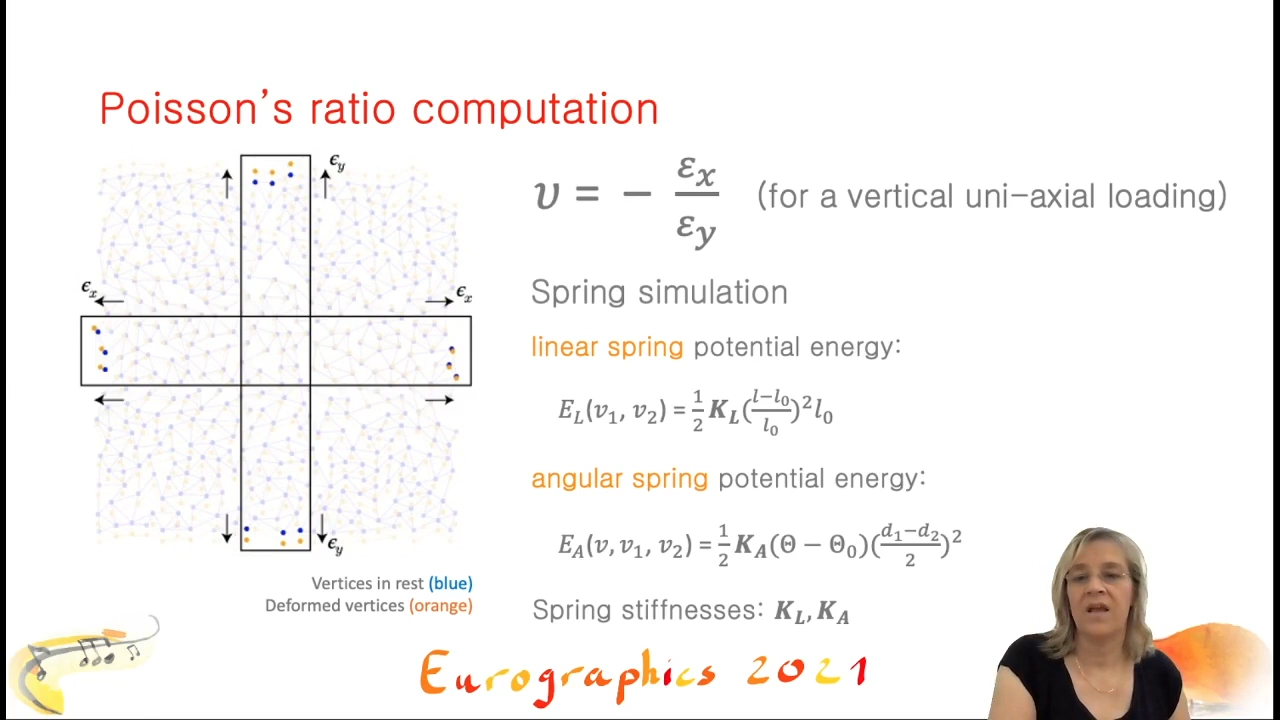 Poisson's ratio computation
ϵy
ϵx
ϵx
ϵy
Vertices in rest (blue)
Deformed vertices (orange)
υ = − εx/εy (for a vertical uni-axial loading)
Spring simulation
linear spring potential energy:
E_L(v₁, v₂) = ½ K_L((l−l₀)/l₀)² l₀
angular spring potential energy:
E_A(v, v₁, v₂) = ½ K_A(Θ − Θ₀)((d₁−d₂)/2)²
Spring stiffnesses: K_L, K_A
Eurographics 2021